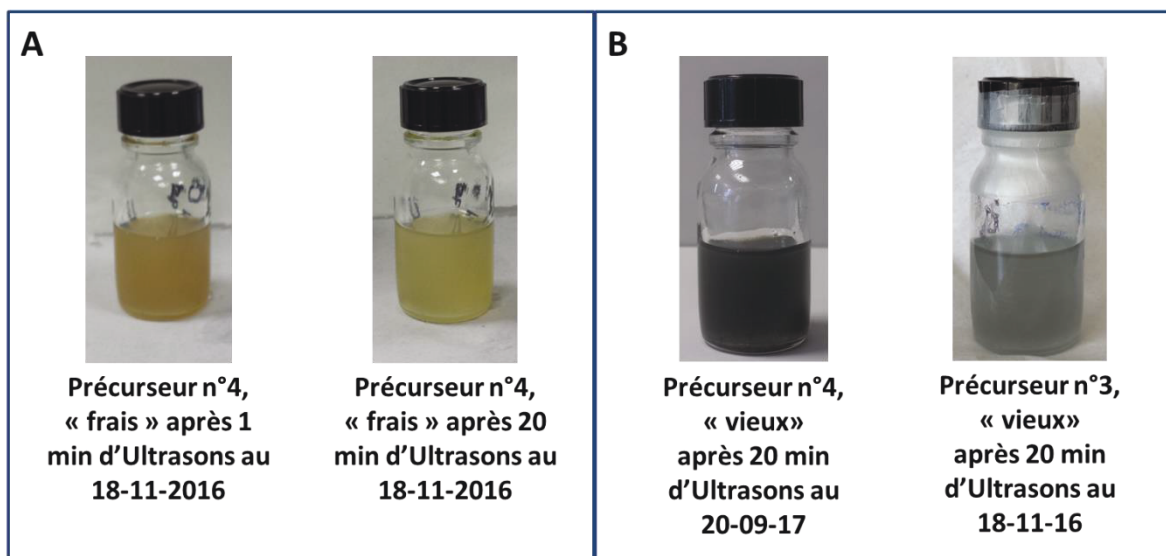 A
Précurseur n°4,
« frais » après 1
min d’Ultrasons au
18-11-2016
Précurseur n°4,
« frais » après 20
min d’Ultrasons au
18-11-2016
B
Précurseur n°4,
« vieux»
après 20 min
d’Ultrasons au
20-09-17
Précurseur n°3,
« vieux»
après 20 min
d’Ultrasons au
18-11-16